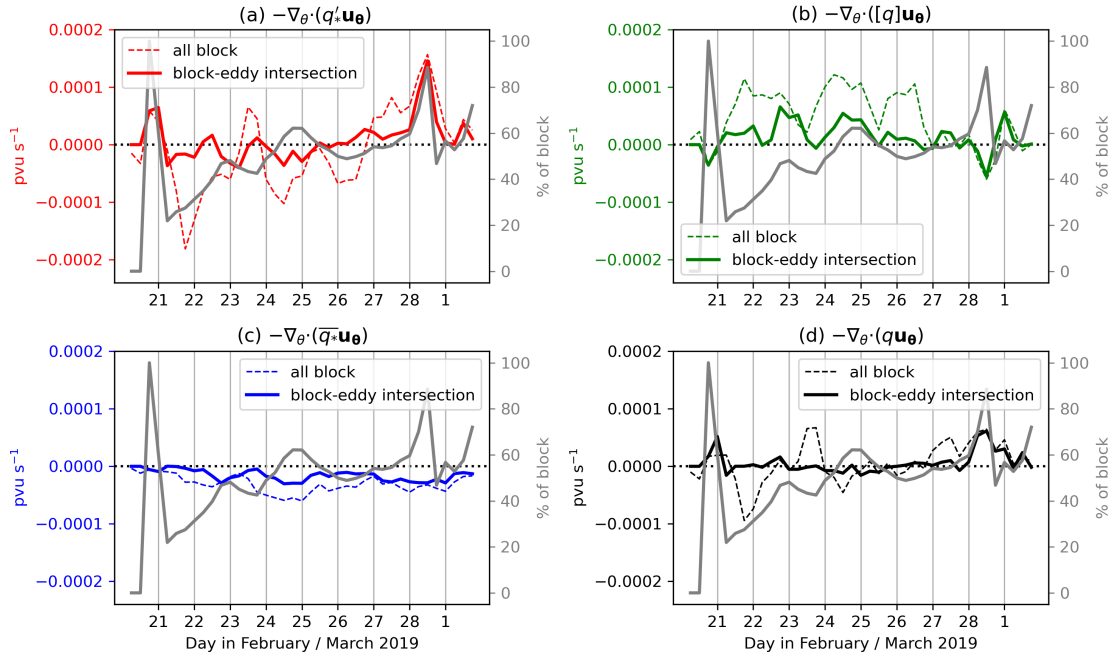 (a) −∇θ·(q′*uθ)
0.0002
0.0001
0.0000
−0.0001
−0.0002
pvu s⁻¹
all block
block-eddy intersection
100
80
60
40
20
0
% of block
21 22 23 24 25 26 27 28 1
(b) −∇θ·([q]uθ)
0.0002
0.0001
0.0000
−0.0001
−0.0002
pvu s⁻¹
all block
block-eddy intersection
100
80
60
40
20
0
% of block
21 22 23 24 25 26 27 28 1
(c) −∇θ·(q̅*uθ)
0.0002
0.0001
0.0000
−0.0001
−0.0002
pvu s⁻¹
all block
block-eddy intersection
100
80
60
40
20
0
% of block
21 22 23 24 25 26 27 28 1
Day in February / March 2019
(d) −∇θ·(quθ)
0.0002
0.0001
0.0000
−0.0001
−0.0002
pvu s⁻¹
all block
block-eddy intersection
100
80
60
40
20
0
% of block
21 22 23 24 25 26 27 28 1
Day in February / March 2019